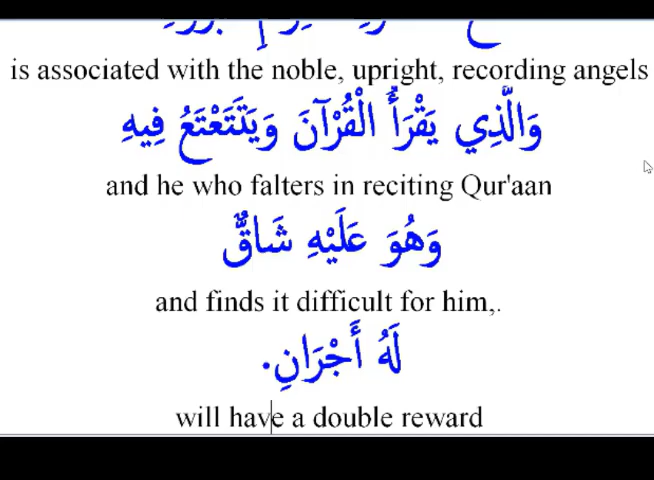 is associated with the noble, upright, recording angels
وَالَّذِي يَقْرَأُ الْقُرْآنَ وَيَتَتَعْتَعُ فِيهِ
and he who falters in reciting Qur'aan
وَهُوَ عَلَيْهِ شَاقٌّ
and finds it difficult for him,.
لَهُ أَجْرَانِ.
will have a double reward